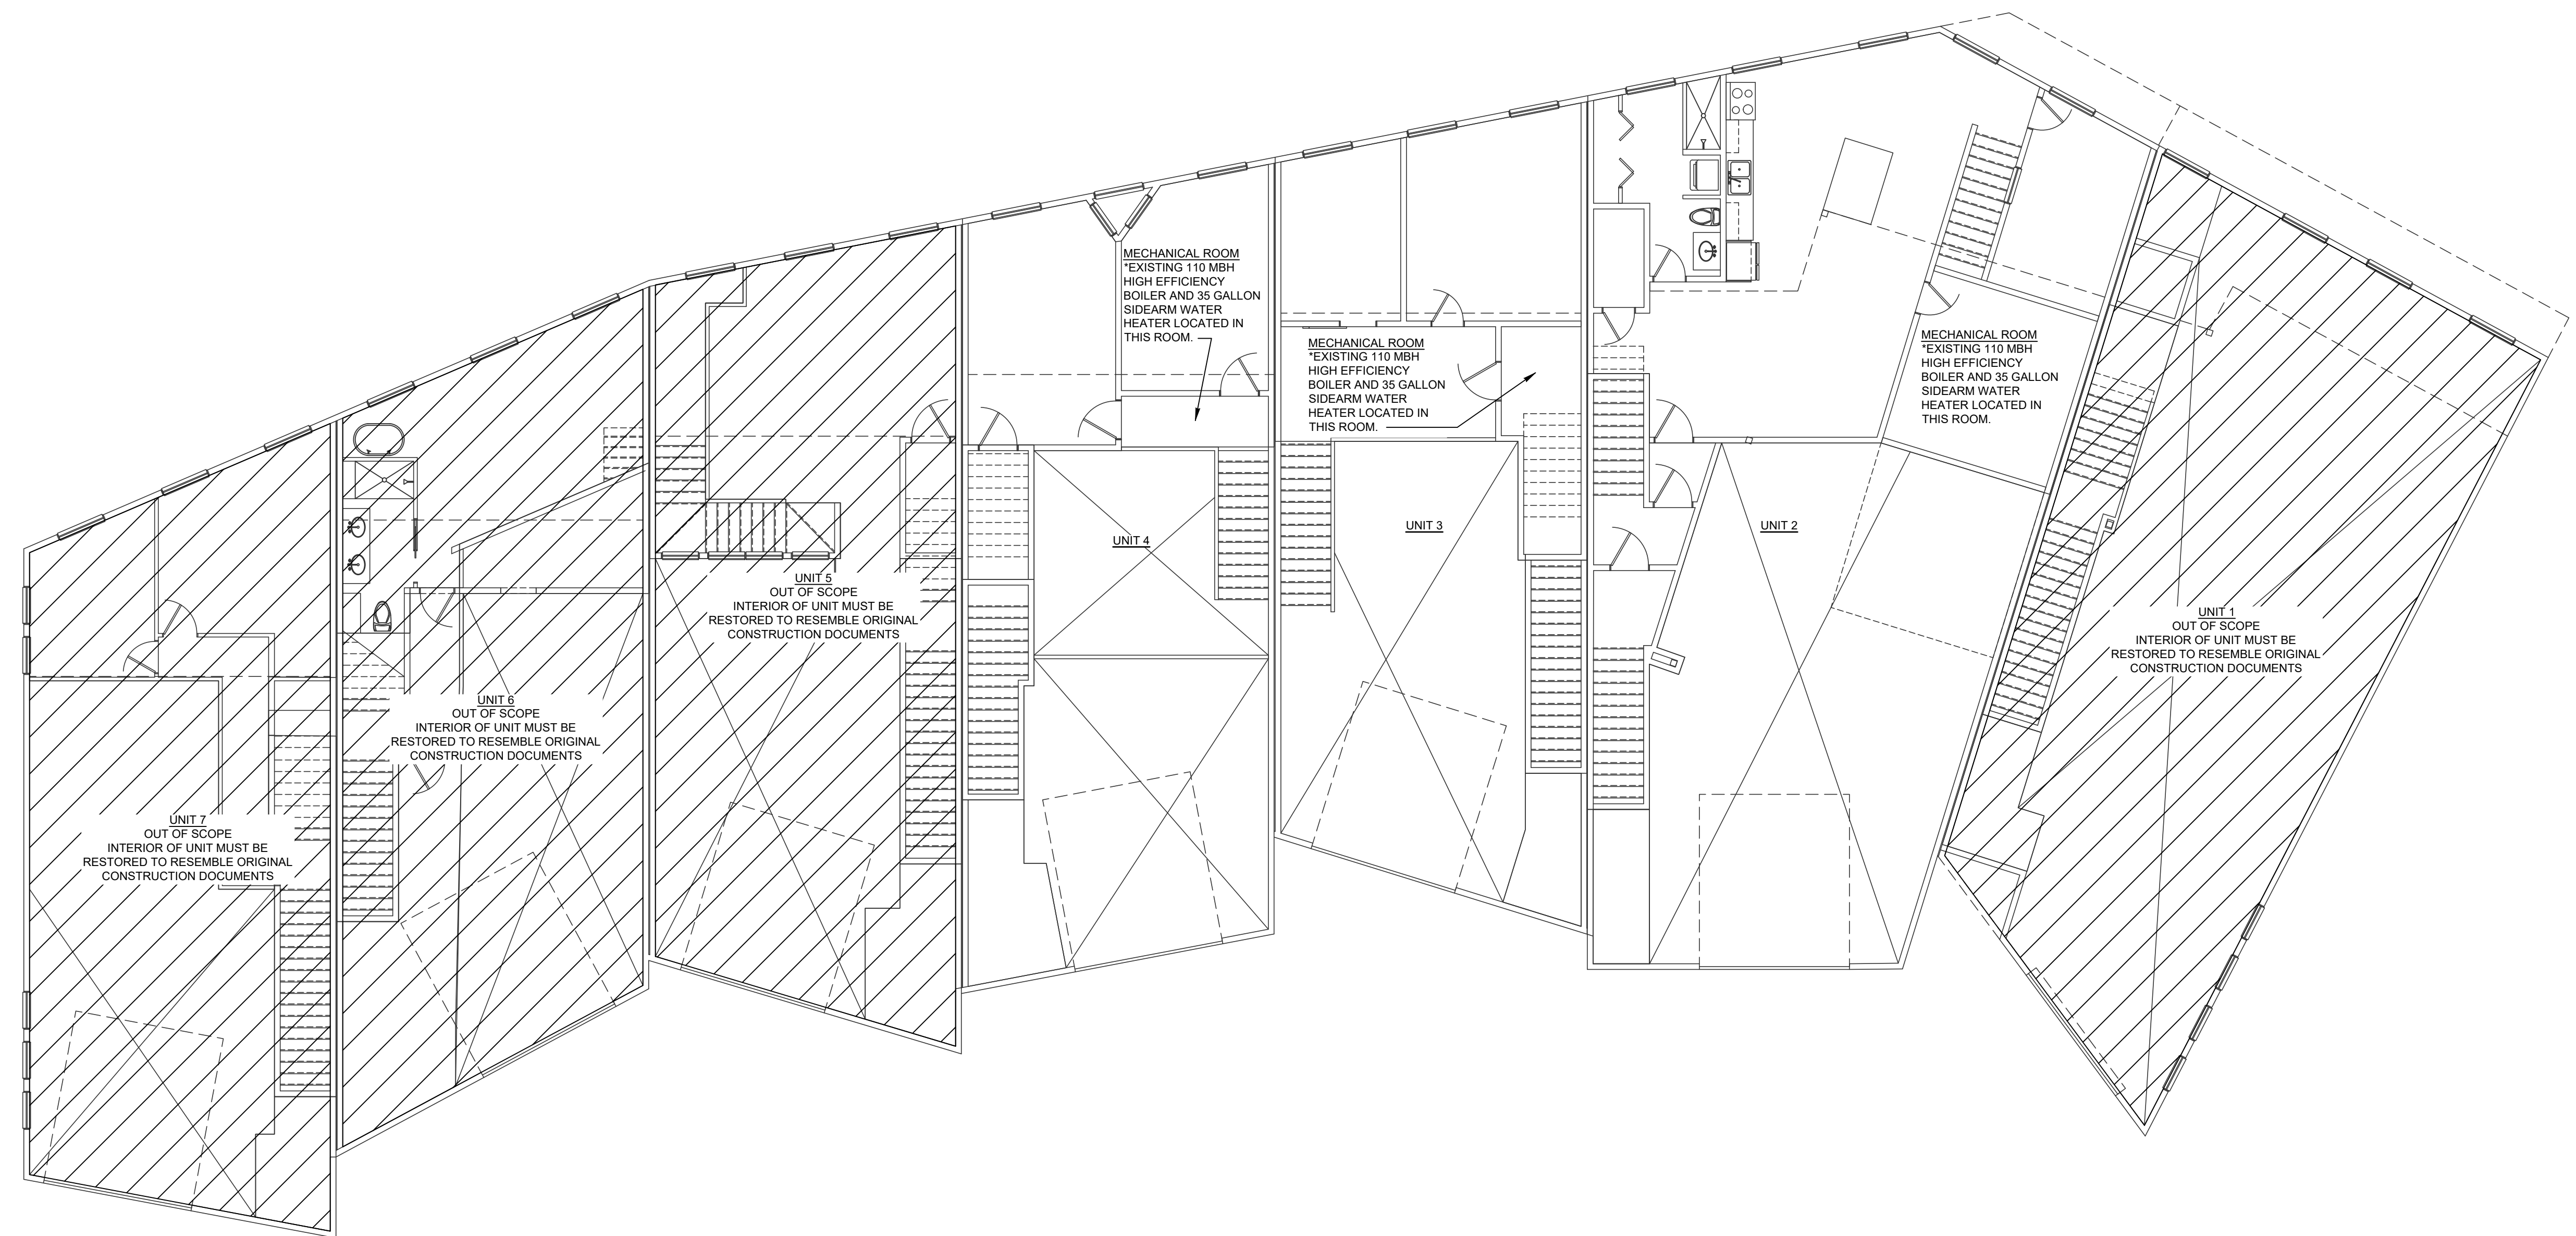 MECHANICAL ROOM
*EXISTING 110 MBH
HIGH EFFICIENCY
BOILER AND 35 GALLON
SIDEARM WATER
HEATER LOCATED IN
THIS ROOM.
MECHANICAL ROOM
*EXISTING 110 MBH
HIGH EFFICIENCY
BOILER AND 35 GALLON
SIDEARM WATER
HEATER LOCATED IN
THIS ROOM.
MECHANICAL ROOM
*EXISTING 110 MBH
HIGH EFFICIENCY
BOILER AND 35 GALLON
SIDEARM WATER
HEATER LOCATED IN
THIS ROOM.
UNIT 7
OUT OF SCOPE
INTERIOR OF UNIT MUST BE
RESTORED TO RESEMBLE ORIGINAL
CONSTRUCTION DOCUMENTS
UNIT 6
OUT OF SCOPE
INTERIOR OF UNIT MUST BE
RESTORED TO RESEMBLE ORIGINAL
CONSTRUCTION DOCUMENTS
UNIT 5
OUT OF SCOPE
INTERIOR OF UNIT MUST BE
RESTORED TO RESEMBLE ORIGINAL
CONSTRUCTION DOCUMENTS
UNIT 4
UNIT 3
UNIT 2
UNIT 1
OUT OF SCOPE
INTERIOR OF UNIT MUST BE
RESTORED TO RESEMBLE ORIGINAL
CONSTRUCTION DOCUMENTS